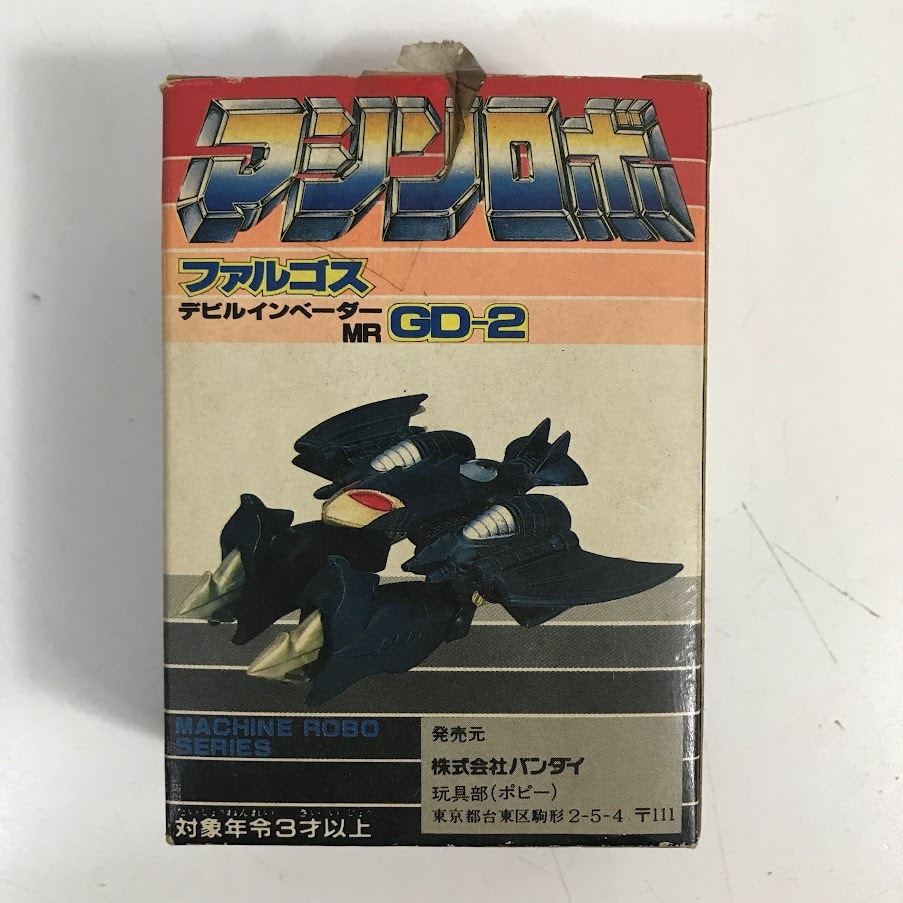 マシンロボ
ファルゴス
デビルインベーダー
MR GD-2
MACHINE ROBO
SERIES
発売元
株式会社バンダイ
玩具部(ポピー)
東京都台東区駒形2-5-4 〒111
対象年令3才以上